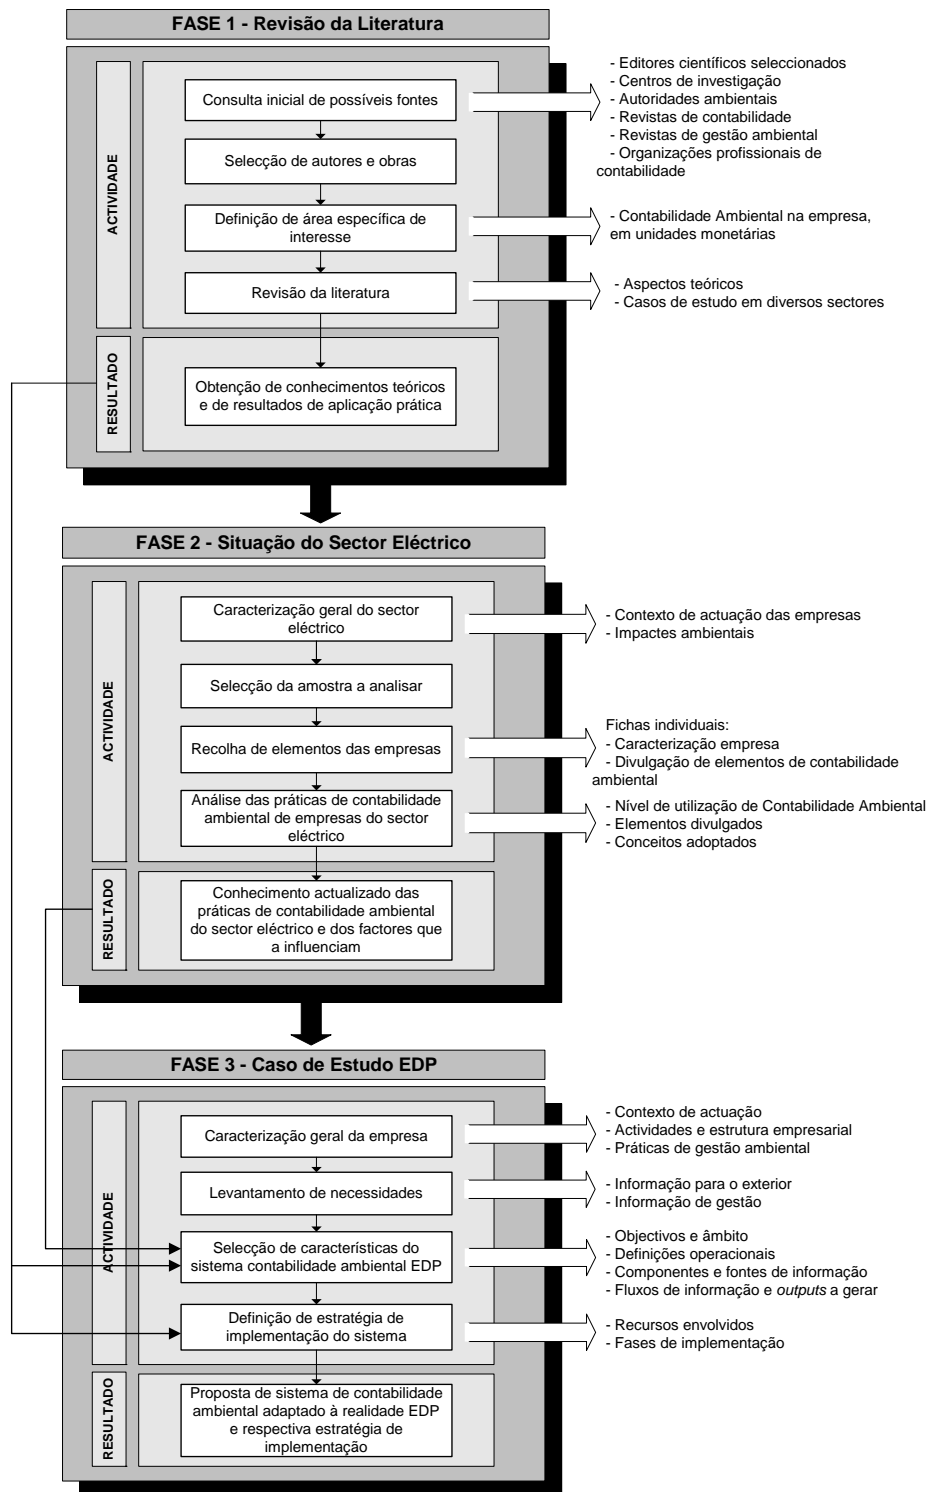 FASE 1 - Revisão da Literatura
ACTIVIDADE
Consulta inicial de possíveis fontes
- Editores científicos seleccionados
- Centros de investigação
- Autoridades ambientais
- Revistas de contabilidade
- Revistas de gestão ambiental
- Organizações profissionais de
contabilidade
Selecção de autores e obras
Definição de área específica de
interesse
- Contabilidade Ambiental na empresa,
em unidades monetárias
Revisão da literatura
- Aspectos teóricos
- Casos de estudo em diversos sectores
RESULTADO
Obtenção de conhecimentos teóricos
e de resultados de aplicação prática
FASE 2 - Situação do Sector Eléctrico
ACTIVIDADE
Caracterização geral do sector
eléctrico
- Contexto de actuação das empresas
- Impactes ambientais
Selecção da amostra a analisar
Recolha de elementos das empresas
Fichas individuais:
- Caracterização empresa
- Divulgação de elementos de contabilidade
ambiental
Análise das práticas de contabilidade
ambiental de empresas do sector
eléctrico
- Nível de utilização de Contabilidade Ambiental
- Elementos divulgados
- Conceitos adoptados
RESULTADO
Conhecimento actualizado das
práticas de contabilidade ambiental
do sector eléctrico e dos factores que
a influenciam
FASE 3 - Caso de Estudo EDP
ACTIVIDADE
Caracterização geral da empresa
- Contexto de actuação
- Actividades e estrutura empresarial
- Práticas de gestão ambiental
Levantamento de necessidades
- Informação para o exterior
- Informação de gestão
Selecção de características do
sistema contabilidade ambiental EDP
- Objectivos e âmbito
- Definições operacionais
- Componentes e fontes de informação
- Fluxos de informação e outputs a gerar
Definição de estratégia de
implementação do sistema
- Recursos envolvidos
- Fases de implementação
RESULTADO
Proposta de sistema de contabilidade
ambiental adaptado à realidade EDP
e respectiva estratégia de
implementação